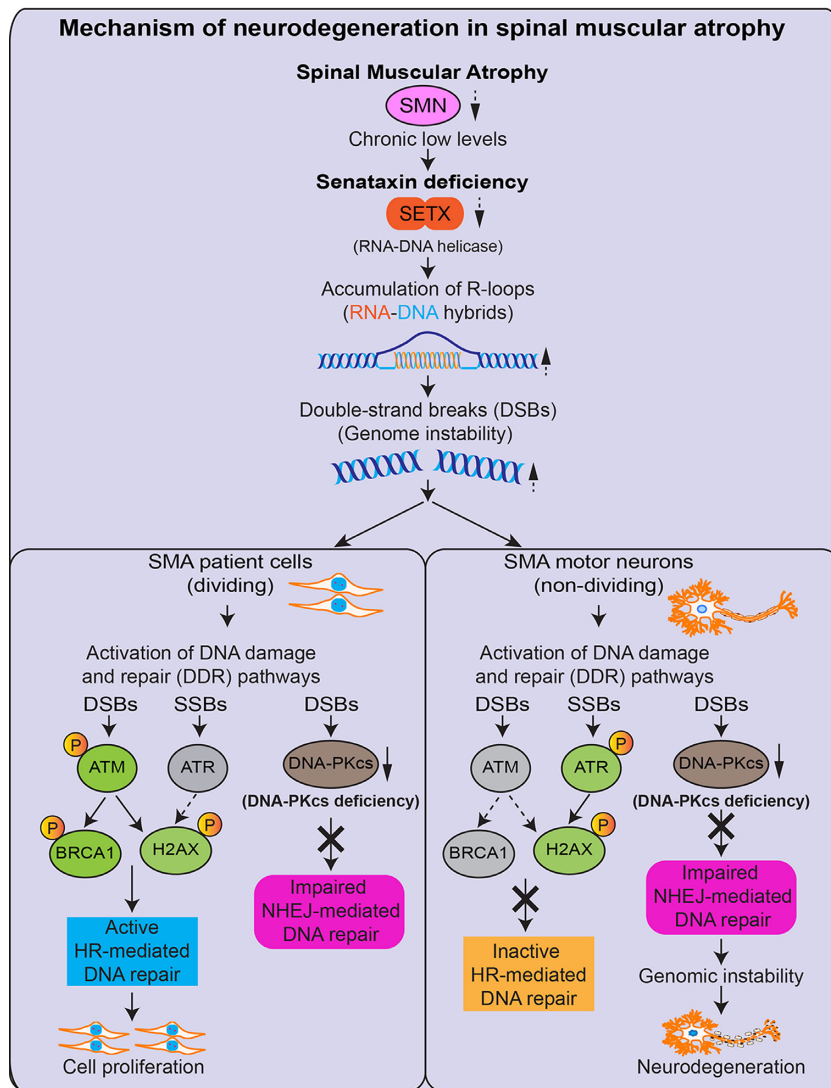 Mechanism of neurodegeneration in spinal muscular atrophy
Spinal Muscular Atrophy
SMN
Chronic low levels
Senataxin deficiency
SETX
(RNA-DNA helicase)
Accumulation of R-loops
(RNA-DNA hybrids)
Double-strand breaks (DSBs)
(Genome instability)
SMA patient cells
(dividing)
Activation of DNA damage
and repair (DDR) pathways
DSBs SSBs DSBs
P
ATM ATR DNA-PKcs
(DNA-PKcs deficiency)
P P
BRCA1 H2AX
Impaired
NHEJ-mediated
DNA repair
Active
HR-mediated
DNA repair
Cell proliferation
SMA motor neurons
(non-dividing)
Activation of DNA damage
and repair (DDR) pathways
DSBs SSBs DSBs
P
ATM ATR DNA-PKcs
(DNA-PKcs deficiency)
P
BRCA1 H2AX
Impaired
NHEJ-mediated
DNA repair
Inactive
HR-mediated
DNA repair
Genomic instability
Neurodegeneration